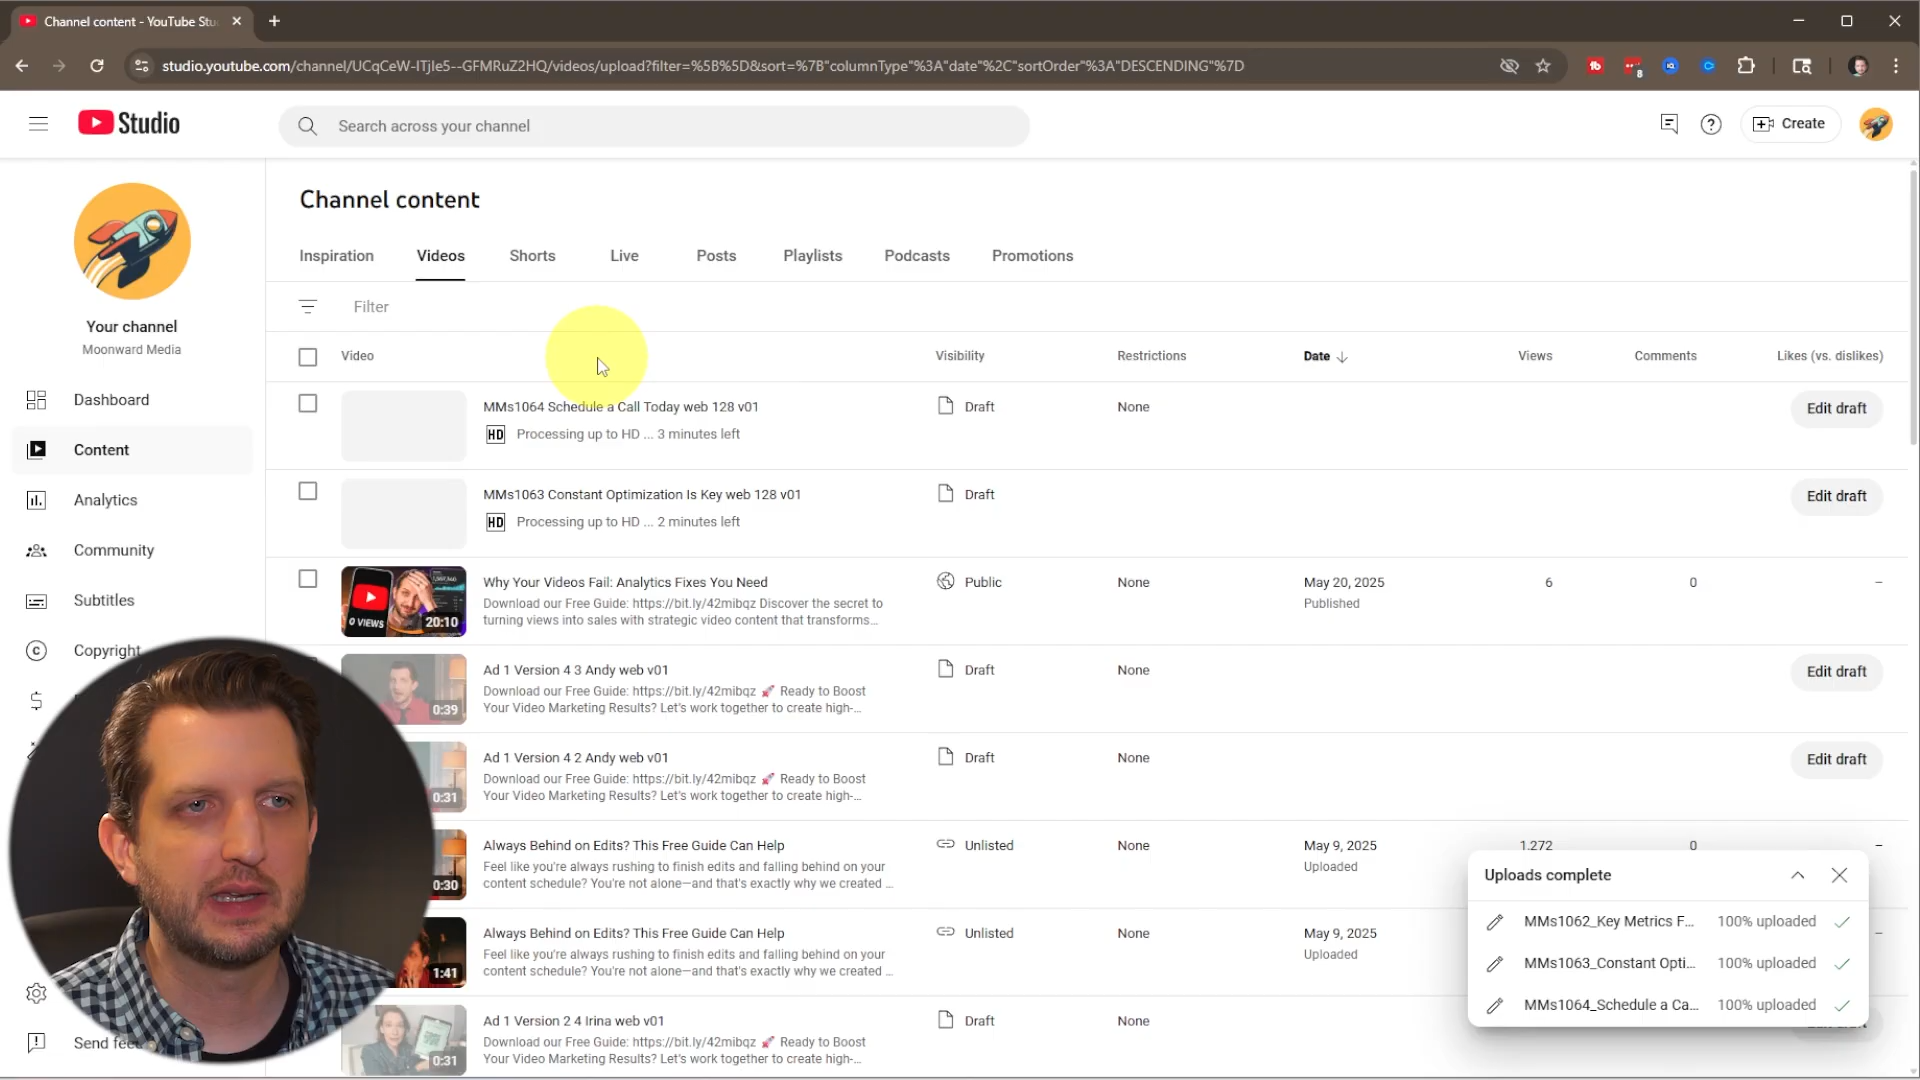 Channel content - YouTube Stu
studio.youtube.com/channel/UCqCeW-ITjIe5--GFMRuZ2HQ/videos/upload?filter=%5B%5D&sort=%7B"columnType"%3A"date"%2C"sortOrder"%3A"DESCENDING"%7D
8
Studio
Search across your channel
Create
Your channel
Moonward Media
Dashboard
Content
Analytics
Community
Subtitles
Copyright
Send fee
Channel content
Inspiration Videos Shorts Live Posts Playlists Podcasts Promotions
Filter
Video Visibility Restrictions Date Views Comments Likes (vs. dislikes)
MMs1064 Schedule a Call Today web 128 v01 Draft None Edit draft
HD Processing up to HD ... 3 minutes left
MMs1063 Constant Optimization Is Key web 128 v01 Draft Edit draft
HD Processing up to HD ... 2 minutes left
0 VIEWS
20:10
Why Your Videos Fail: Analytics Fixes You Need Public None May 20, 2025 6 0 –
Download our Free Guide: https://bit.ly/42mibqz Discover the secret to Published
turning views into sales with strategic video content that transforms...
0:39
Ad 1 Version 4 3 Andy web v01 Draft None Edit draft
Download our Free Guide: https://bit.ly/42mibqz 🚀 Ready to Boost
Your Video Marketing Results? Let's work together to create high-...
0:31
Ad 1 Version 4 2 Andy web v01 Draft None Edit draft
Download our Free Guide: https://bit.ly/42mibqz 🚀 Ready to Boost
Your Video Marketing Results? Let's work together to create high-...
0:30
Always Behind on Edits? This Free Guide Can Help Unlisted None May 9, 2025 1,272 0 –
Feel like you're always rushing to finish edits and falling behind on your Uploaded
content schedule? You're not alone—and that's exactly why we created ...
1:41
Always Behind on Edits? This Free Guide Can Help Unlisted None May 9, 2025 –
Feel like you're always rushing to finish edits and falling behind on your Uploaded
content schedule? You're not alone—and that's exactly why we created ...
0:31
Ad 1 Version 2 4 Irina web v01 Draft None
Download our Free Guide: https://bit.ly/42mibqz 🚀 Ready to Boost
Your Video Marketing Results? Let's work together to create high-...
Uploads complete
MMs1062_Key Metrics F... 100% uploaded
MMs1063_Constant Opti... 100% uploaded
MMs1064_Schedule a Ca... 100% uploaded